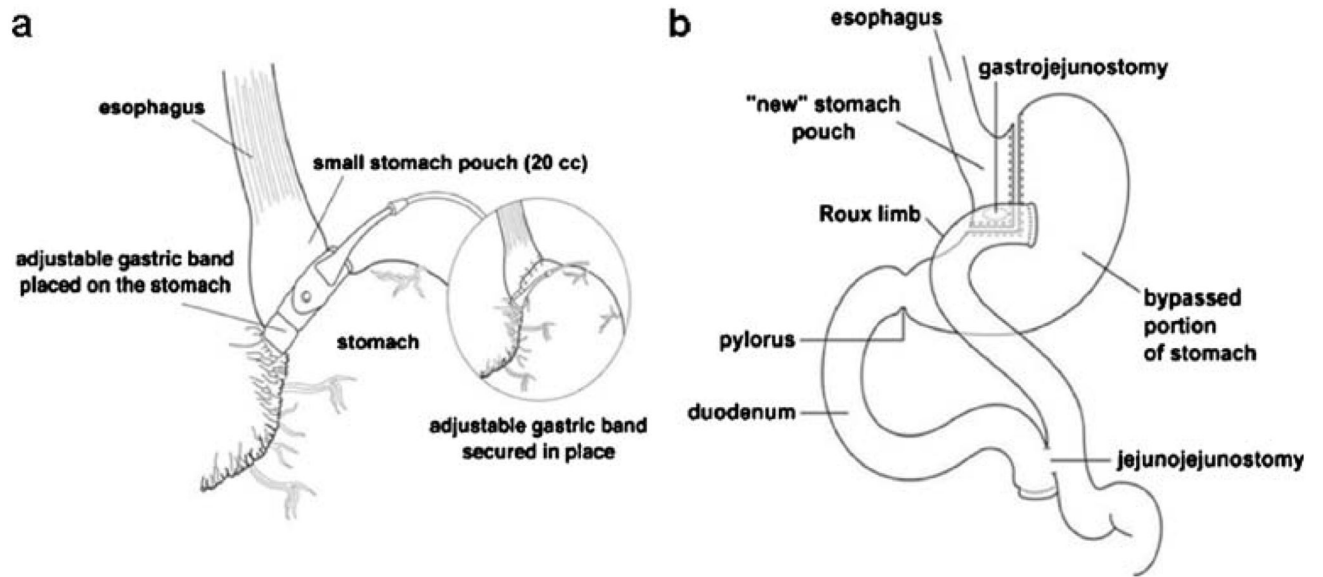 a
esophagus
small stomach pouch (20 cc)
adjustable gastric band
placed on the stomach
stomach
adjustable gastric band
secured in place
b
esophagus
gastrojejunostomy
"new" stomach
pouch
Roux limb
bypassed
portion
of stomach
pylorus
duodenum
jejunojejunostomy